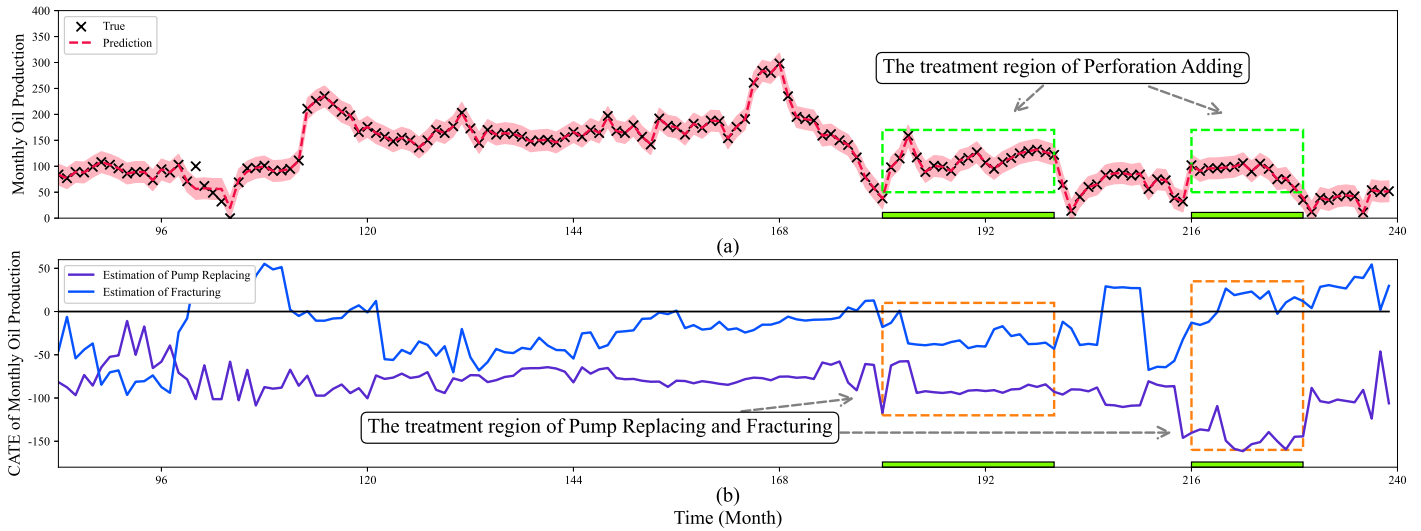 400
350
300
250
200
150
100
50
0
Monthly Oil Production
True
Prediction
The treatment region of Perforation Adding
96 120 144 168 192 216 240
(a)
50
0
-50
-100
-150
CATE of Monthly Oil Production
Estimation of Pump Replacing
Estimation of Fracturing
The treatment region of Pump Replacing and Fracturing
96 120 144 168 192 216 240
(b)
Time (Month)